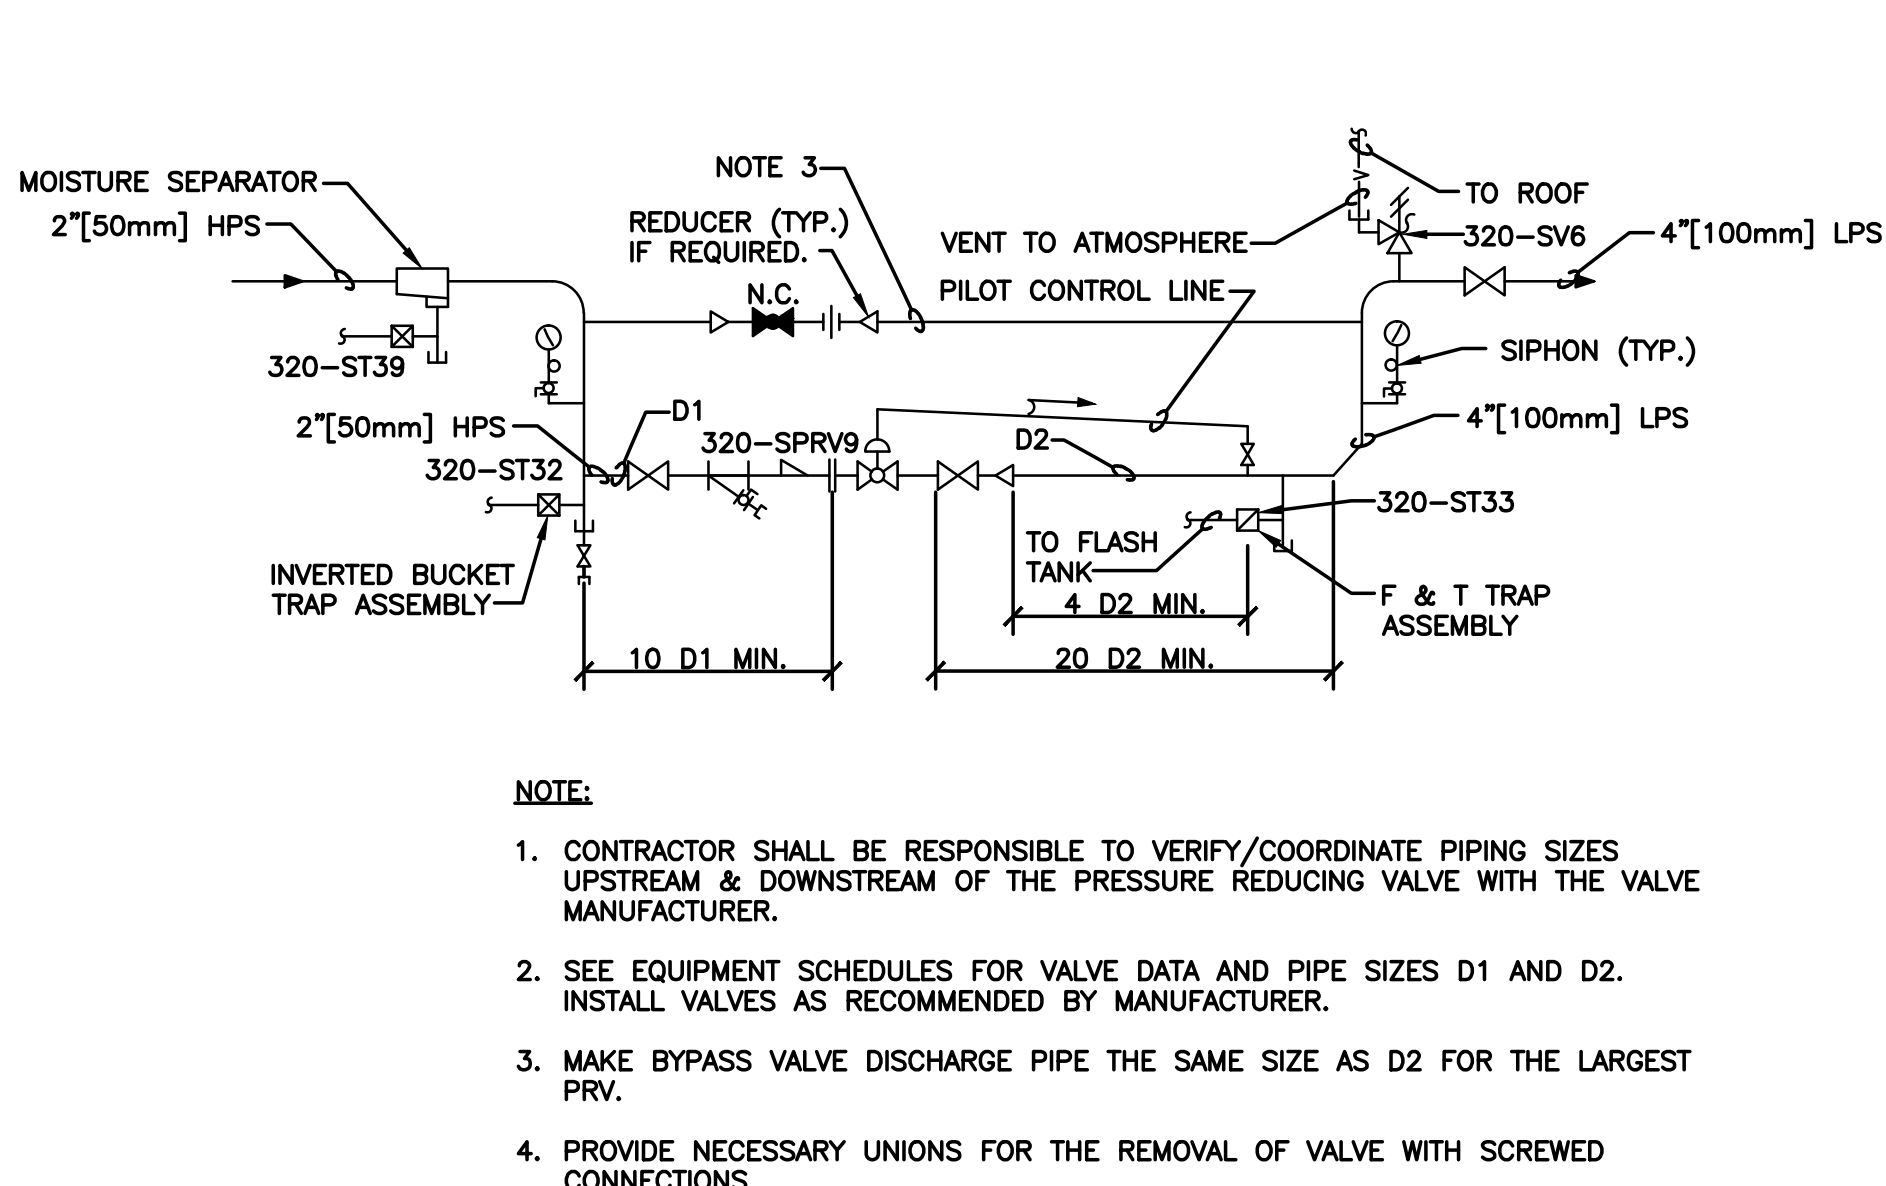 MOISTURE SEPARATOR
2"[50mm] HPS
NOTE 3
REDUCER (TYP.)
IF REQUIRED.
N.C.
VENT TO ATMOSPHERE
PILOT CONTROL LINE
TO ROOF
320-SV6
4"[100mm] LPS
320-ST39
SIPHON (TYP.)
2"[50mm] HPS
D1
320-SPRV9
D2
4"[100mm] LPS
320-ST32
320-ST33
TO FLASH
TANK
INVERTED BUCKET
TRAP ASSEMBLY
F & T TRAP
ASSEMBLY
4 D2 MIN.
10 D1 MIN.
20 D2 MIN.
NOTE:
1. CONTRACTOR SHALL BE RESPONSIBLE TO VERIFY/COORDINATE PIPING SIZES
UPSTREAM & DOWNSTREAM OF THE PRESSURE REDUCING VALVE WITH THE VALVE
MANUFACTURER.
2. SEE EQUIPMENT SCHEDULES FOR VALVE DATA AND PIPE SIZES D1 AND D2.
INSTALL VALVES AS RECOMMENDED BY MANUFACTURER.
3. MAKE BYPASS VALVE DISCHARGE PIPE THE SAME SIZE AS D2 FOR THE LARGEST
PRV.
4. PROVIDE NECESSARY UNIONS FOR THE REMOVAL OF VALVE WITH SCREWED
CONNECTIONS